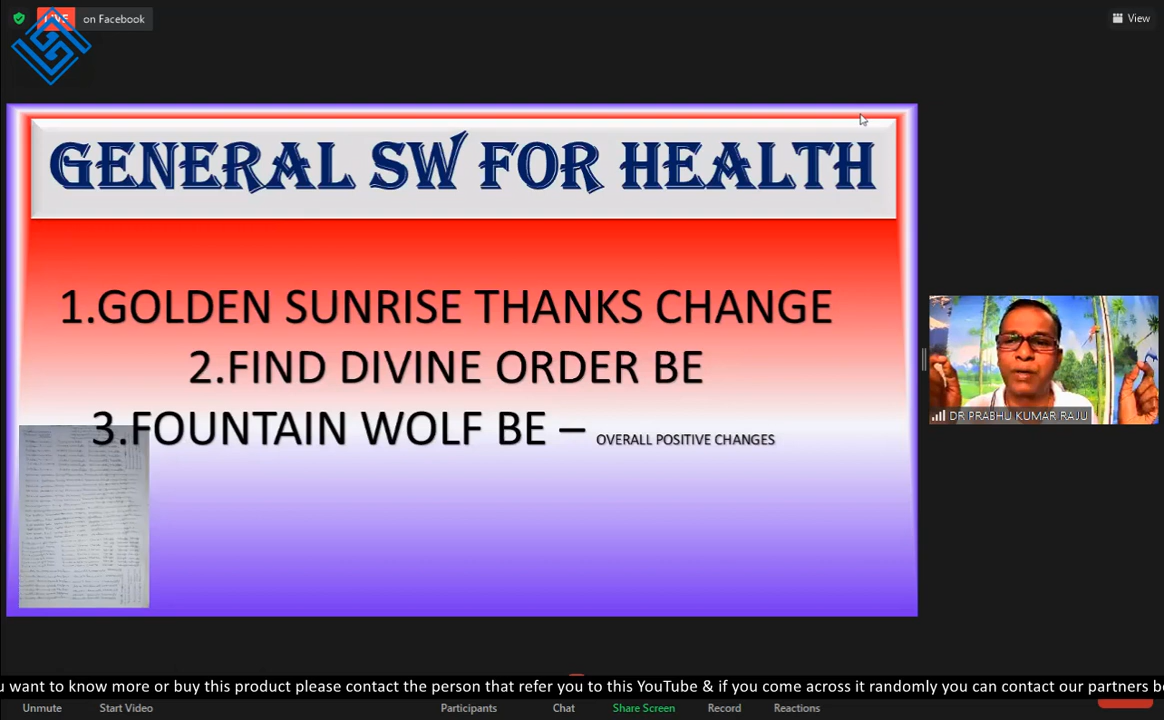 LIVE on Facebook
View
GENERAL SW FOR HEALTH
1.GOLDEN SUNRISE THANKS CHANGE
2.FIND DIVINE ORDER BE
3.FOUNTAIN WOLF BE – OVERALL POSITIVE CHANGES
DR PRABHU KUMAR RAJU
want to know more or buy this product please contact the person that refer you to this YouTube & if you come across it randomly you can contact our partners
Unmute Start Video Participants Chat Share Screen Record Reactions